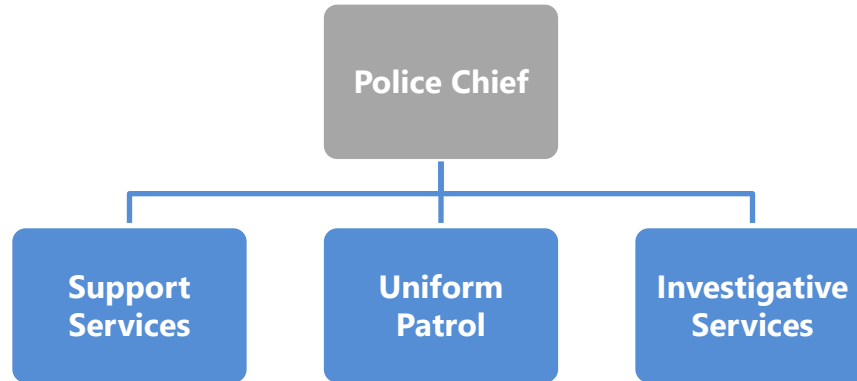 Police Chief
Support
Services
Uniform
Patrol
Investigative
Services